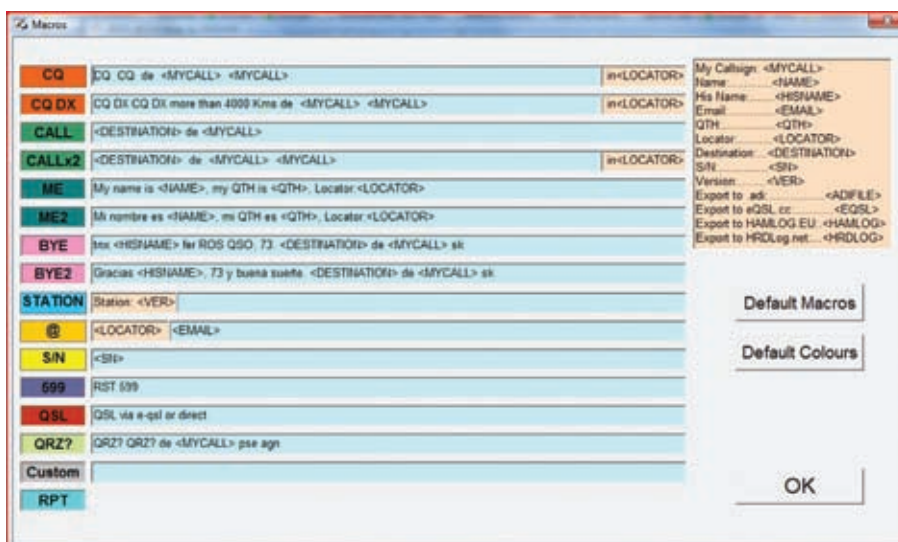 Macros
CQ CQ CQ de <MYCALL> <MYCALL> in<LOCATOR>
CQ DX CQ DX CQ DX more than 4000 Kms de <MYCALL> <MYCALL> in<LOCATOR>
CALL <DESTINATION> de <MYCALL>
CALLx2 <DESTINATION> de <MYCALL> <MYCALL> in<LOCATOR>
ME My name is <NAME>, my QTH is <QTH>, Locator:<LOCATOR>
ME2 Mi nombre es <NAME>, mi QTH es <QTH>, Locator:<LOCATOR>
BYE tnx <HISNAME> fer ROS QSO, 73. <DESTINATION> de <MYCALL> sk
BYE2 Gracias <HISNAME>, 73 y buena suerte. <DESTINATION> de <MYCALL> sk
STATION Station: <VER>
@ <LOCATOR> <EMAIL>
S/N <SN>
599 RST 599
QSL QSL via e-qsl or direct
QRZ? QRZ? QRZ? de <MYCALL> pse agn
Custom
RPT
My Callsign: <MYCALL>
Name............<NAME>
His Name.......<HISNAME>
Email............<EMAIL>
QTH..............<QTH>
Locator.........<LOCATOR>
Destination....<DESTINATION>
S/N...............<SN>
Version.........<VER>
Export to .adi:..............<ADIFILE>
Export to eQSL.cc:.......<EQSL>
Export to HAMLOG.EU:..<HAMLOG>
Export to HRDLog.net:...<HRDLOG>
Default Macros
Default Colours
OK